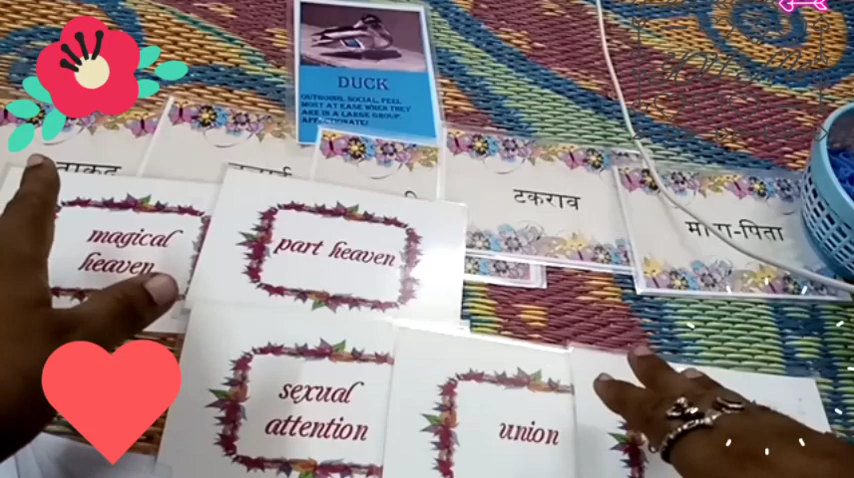 DUCK
OUTGOING, SOCIAL, FEEL
MOST AT EASE WHEN THEY
ARE IN A LARGE GROUP.
AFFECTIONATE!
टकराव
माता-पिता
magical
heaven
part heaven
sexual
attention
union